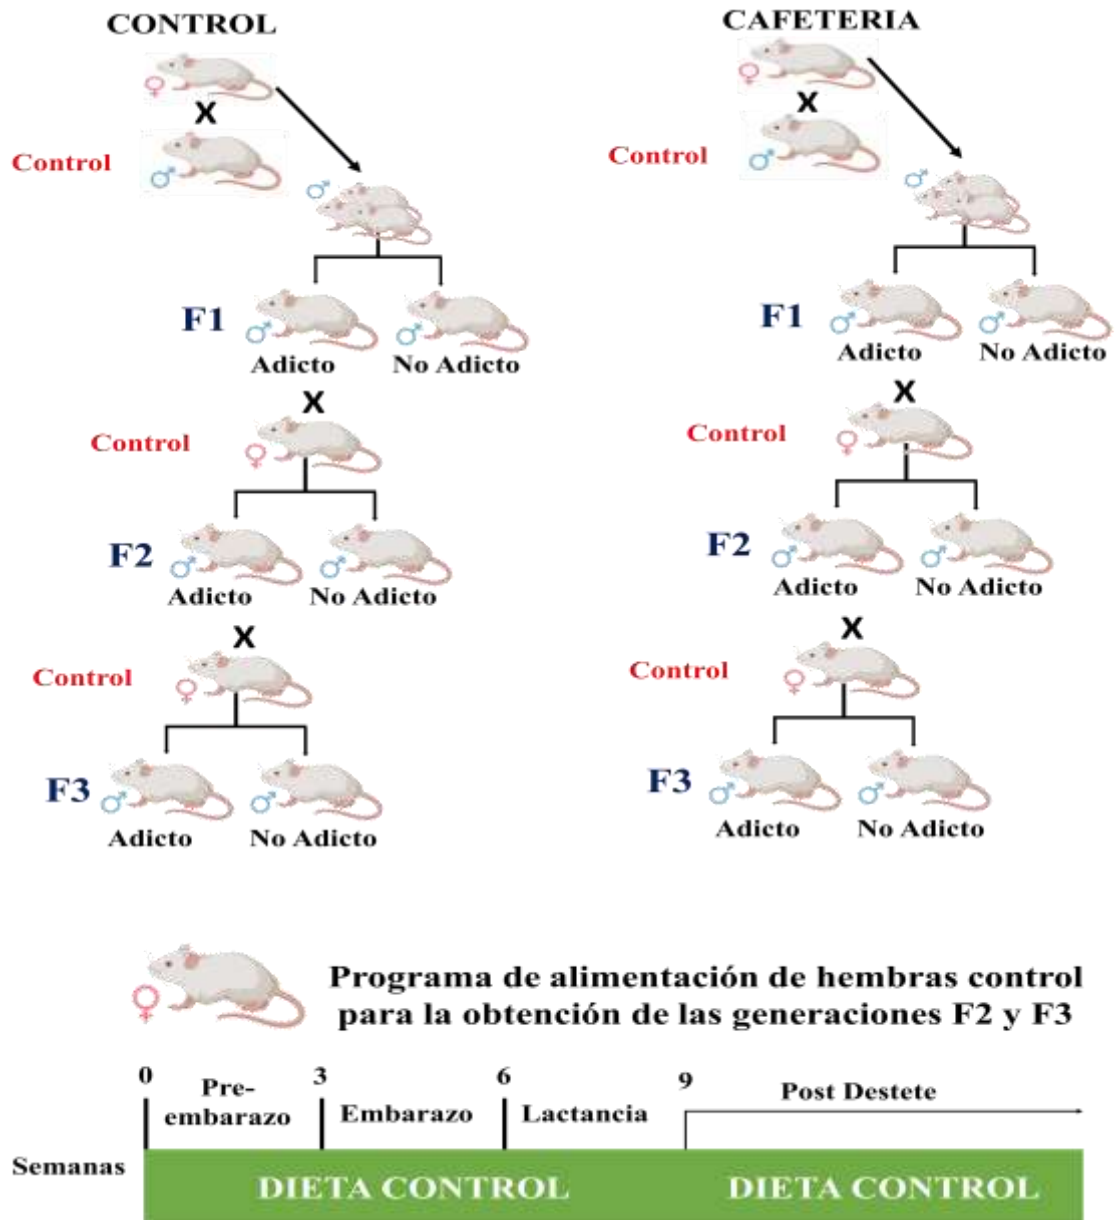 CONTROL
♀
X
Control
♂
♂
F1
♂
♂
Adicto
No Adicto
X
Control
♀
F2
♂
♂
Adicto
No Adicto
X
Control
♀
F3
♂
♂
Adicto
No Adicto
CAFETERIA
♀
X
Control
♂
♂
F1
♂
♂
Adicto
No Adicto
X
Control
♀
F2
♂
♂
Adicto
No Adicto
X
Control
♀
F3
♂
♂
Adicto
No Adicto
♀
Programa de alimentación de hembras control
para la obtención de las generaciones F2 y F3
0
3
6
9
Pre-
embarazo
Embarazo
Lactancia
Post Destete
Semanas
DIETA CONTROL
DIETA CONTROL